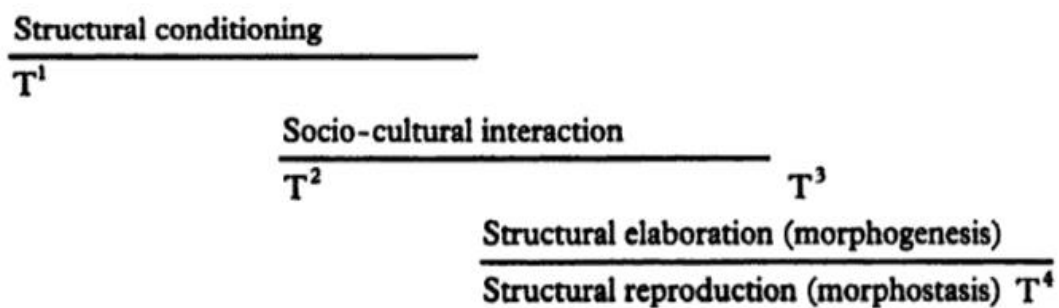 Structural conditioning
T¹
Socio-cultural interaction
T² T³
Structural elaboration (morphogenesis)
Structural reproduction (morphostasis) T⁴